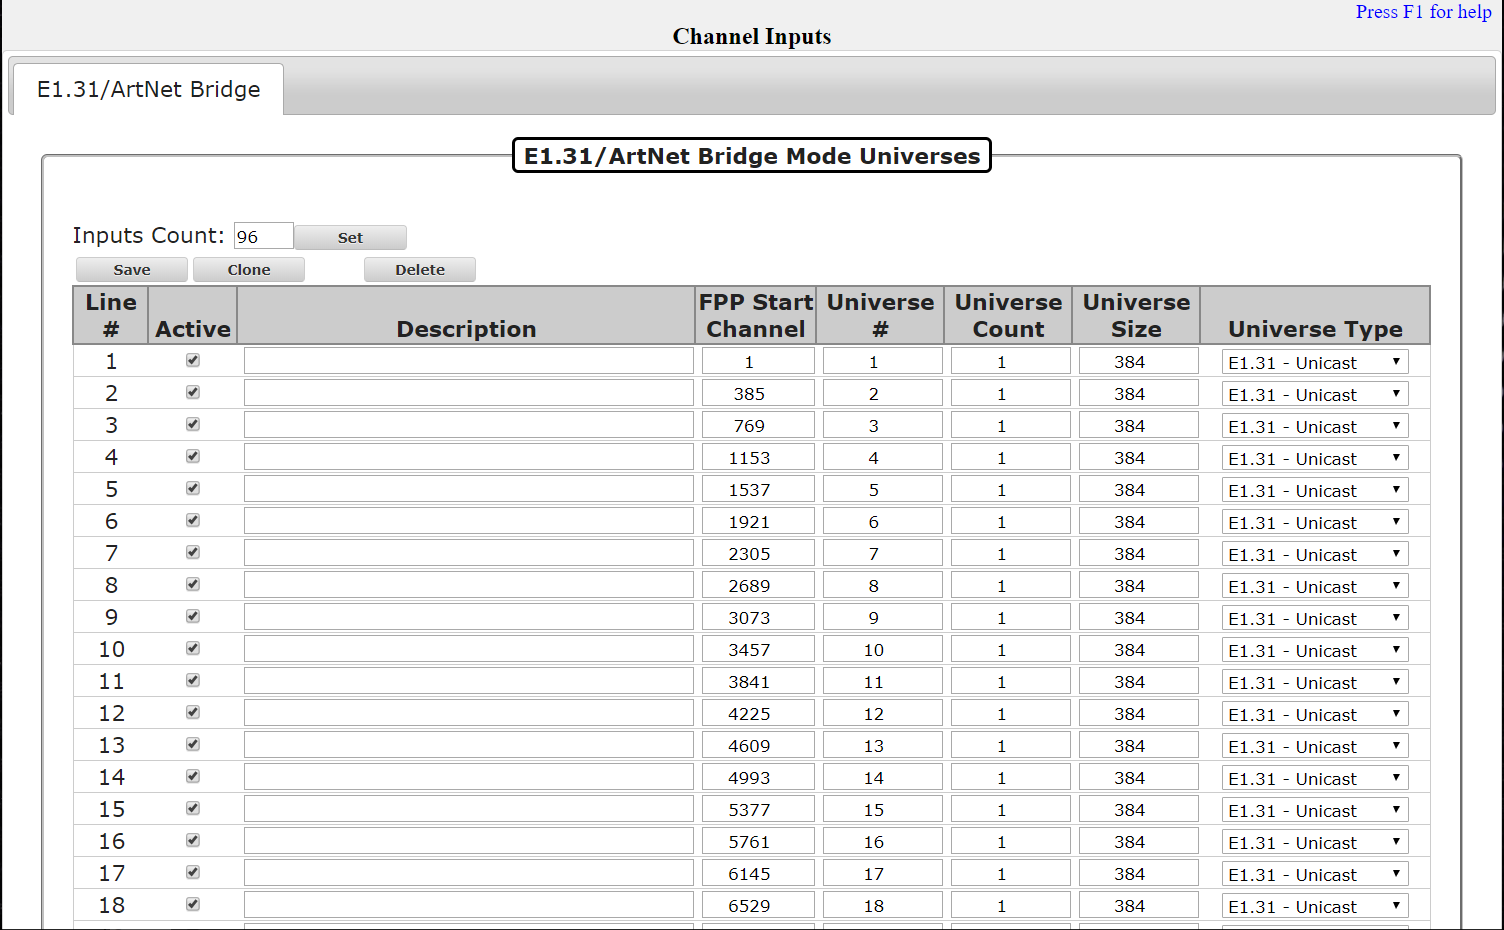 Press F1 for help
Channel Inputs
E1.31/ArtNet Bridge
E1.31/ArtNet Bridge Mode Universes
Inputs Count: 96 Set
Save Clone Delete
Line # Active Description FPP Start Channel Universe # Universe Count Universe Size Universe Type
1 1 1 1 384 E1.31 - Unicast
2 385 2 1 384 E1.31 - Unicast
3 769 3 1 384 E1.31 - Unicast
4 1153 4 1 384 E1.31 - Unicast
5 1537 5 1 384 E1.31 - Unicast
6 1921 6 1 384 E1.31 - Unicast
7 2305 7 1 384 E1.31 - Unicast
8 2689 8 1 384 E1.31 - Unicast
9 3073 9 1 384 E1.31 - Unicast
10 3457 10 1 384 E1.31 - Unicast
11 3841 11 1 384 E1.31 - Unicast
12 4225 12 1 384 E1.31 - Unicast
13 4609 13 1 384 E1.31 - Unicast
14 4993 14 1 384 E1.31 - Unicast
15 5377 15 1 384 E1.31 - Unicast
16 5761 16 1 384 E1.31 - Unicast
17 6145 17 1 384 E1.31 - Unicast
18 6529 18 1 384 E1.31 - Unicast